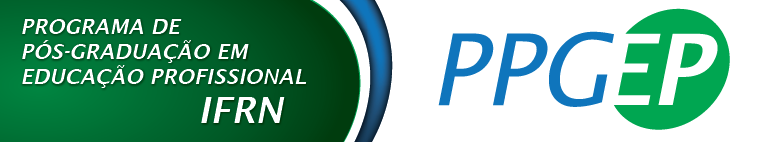 PROGRAMA DE
PÓS-GRADUAÇÃO EM
EDUCAÇÃO PROFISSIONAL
IFRN
PPGEP